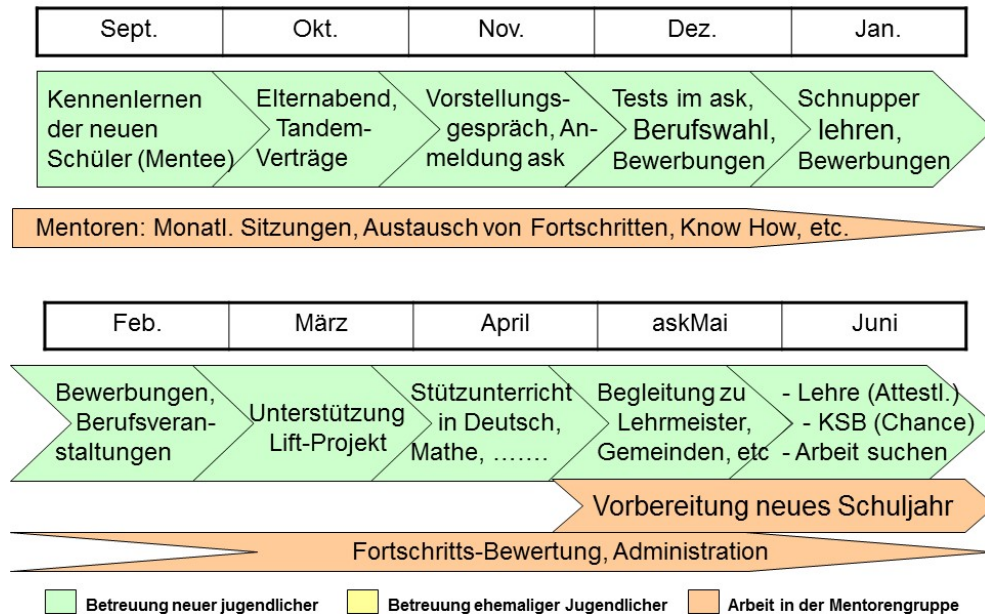 Sept. Okt. Nov. Dez. Jan.
Kennenlernen
der neuen
Schüler (Mentee)
Elternabend,
Tandem-
Verträge
Vorstellungs-
gespräch, An-
meldung ask
Tests im ask,
Berufswahl,
Bewerbungen
Schnupper
lehren,
Bewerbungen
Mentoren: Monatl. Sitzungen, Austausch von Fortschritten, Know How, etc.
Feb. März April askMai Juni
Bewerbungen,
Berufsveran-
staltungen
Unterstützung
Lift-Projekt
Stützunterricht
in Deutsch,
Mathe, .......
Begleitung zu
Lehrmeister,
Gemeinden, etc
- Lehre (Attestl.)
- KSB (Chance)
- Arbeit suchen
Vorbereitung neues Schuljahr
Fortschritts-Bewertung, Administration
Betreuung neuer jugendlicher Betreuung ehemaliger Jugendlicher Arbeit in der Mentorengruppe